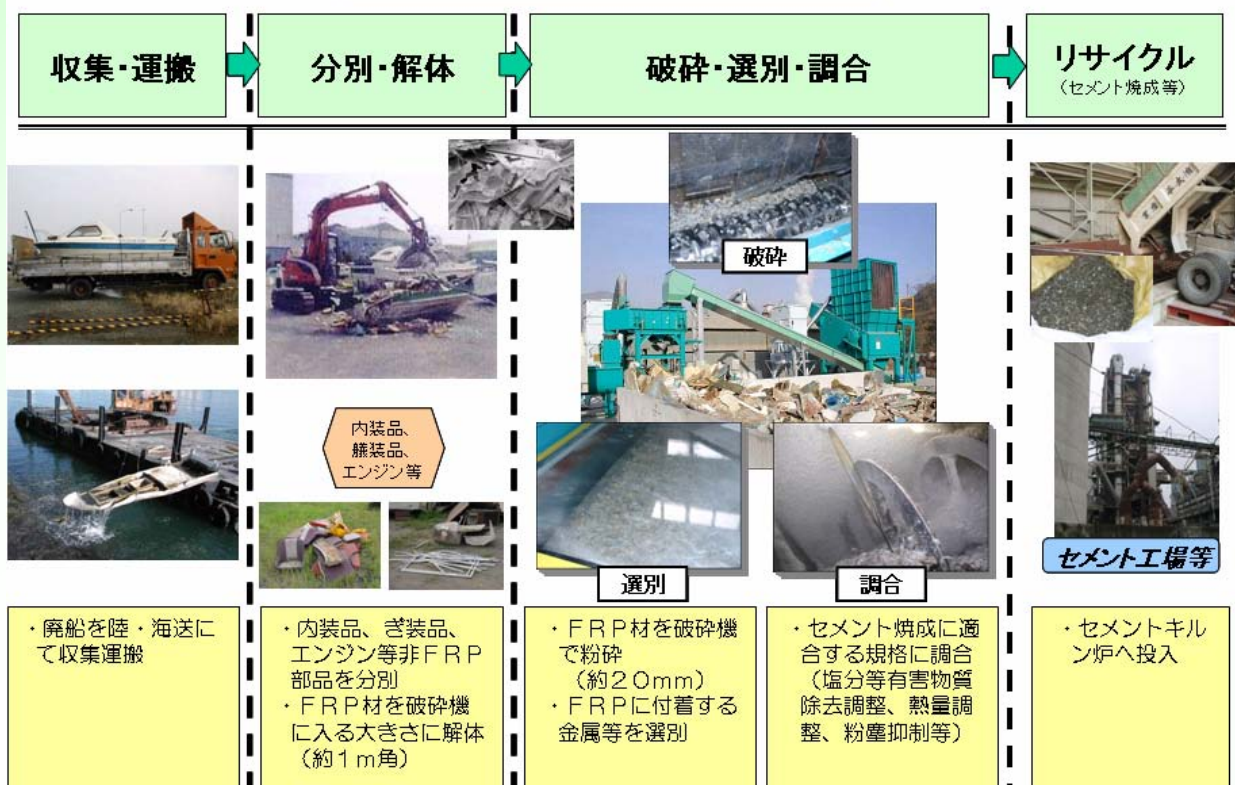 収集・運搬
分別・解体
破砕・選別・調合
リサイクル
（セメント焼成等）
破砕
内装品、
艤装品、
エンジン等
選別
調合
セメント工場等
・廃船を陸・海送に
て収集運搬
・内装品、ぎ装品、
エンジン等非ＦＲＰ
部品を分別
・ＦＲＰ材を破砕機
に入る大きさに解体
（約１ｍ角）
・ＦＲＰ材を破砕機
で粉砕
（約２０ｍｍ）
・ＦＲＰに付着する
金属等を選別
・セメント焼成に適
合する規格に調合
（塩分等有害物質
除去調整、熱量調
整、粉塵抑制等）
・セメントキル
ン炉へ投入